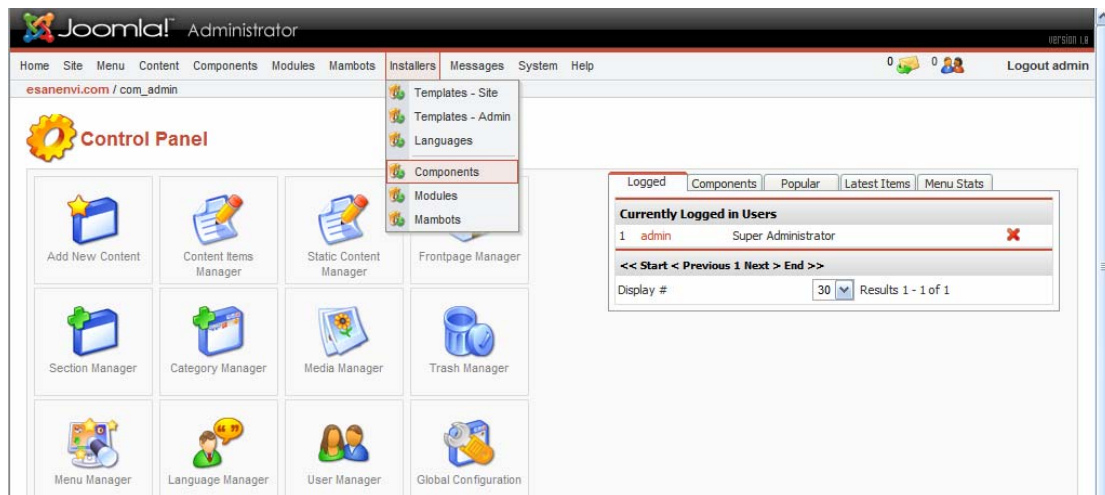 Joomla!™ Administrator
version 1.0
Home Site Menu Content Components Modules Mambots Installers Messages System Help 0 0 Logout admin
esanenvi.com / com_admin
Templates - Site
Templates - Admin
Languages
Components
Modules
Mambots
Control Panel
Add New Content
Content Items Manager
Static Content Manager
Frontpage Manager
Section Manager
Category Manager
Media Manager
Trash Manager
Menu Manager
Language Manager
User Manager
Global Configuration
Logged Components Popular Latest Items Menu Stats
Currently Logged in Users
1 admin Super Administrator
<< Start < Previous 1 Next > End >>
Display # 30 Results 1 - 1 of 1